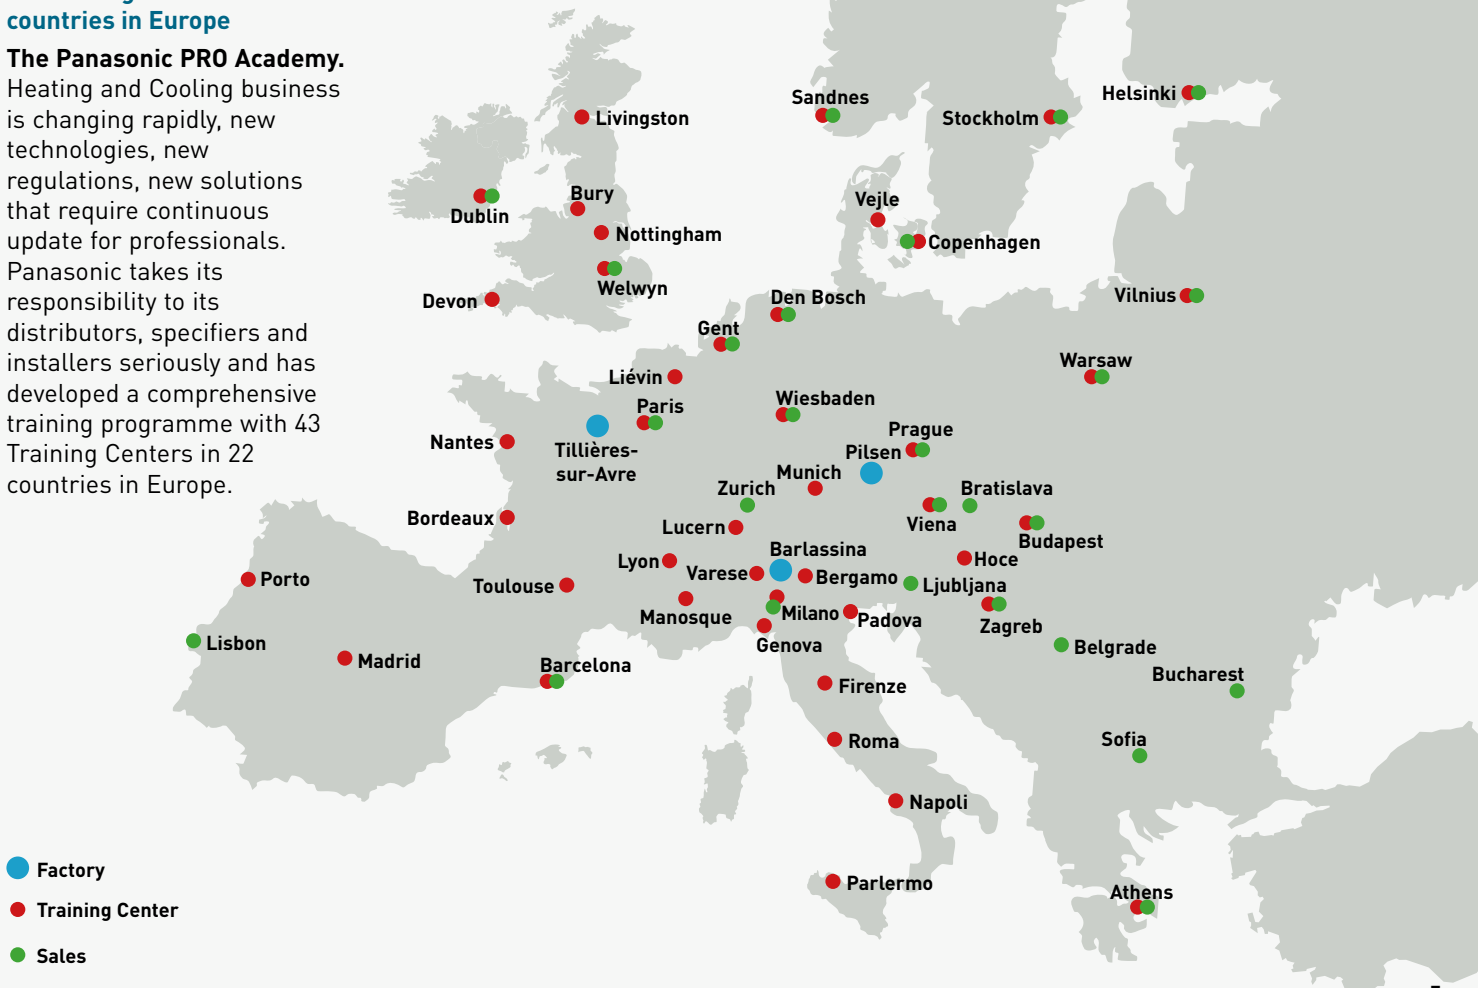 countries in Europe
The Panasonic PRO Academy.
Heating and Cooling business
is changing rapidly, new
technologies, new
regulations, new solutions
that require continuous
update for professionals.
Panasonic takes its
responsibility to its
distributors, specifiers and
installers seriously and has
developed a comprehensive
training programme with 43
Training Centers in 22
countries in Europe.
Helsinki
Sandnes
Stockholm
Livingston
Bury
Vejle
Dublin
Nottingham
Copenhagen
Welwyn
Devon
Den Bosch
Vilnius
Gent
Warsaw
Liévin
Wiesbaden
Paris
Prague
Nantes
Tillières-
sur-Avre
Pilsen
Munich
Zurich
Bratislava
Bordeaux
Lucern
Viena
Budapest
Barlassina
Lyon
Hoce
Varese
Bergamo
Porto
Toulouse
Ljubljana
Manosque
Milano
Padova
Zagreb
Lisbon
Genova
Belgrade
Madrid
Barcelona
Bucharest
Firenze
Roma
Sofia
Napoli
Factory
Parlermo
Athens
Training Center
Sales